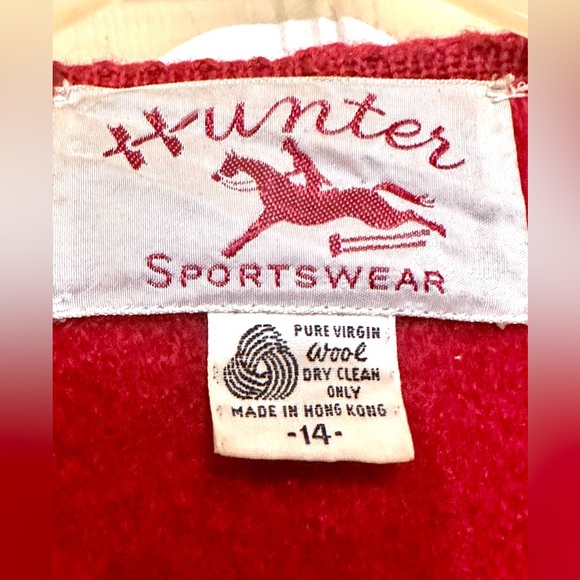 Hunter
SPORTSWEAR
PURE VIRGIN
Wool
DRY CLEAN
ONLY
MADE IN HONG KONG
-14-